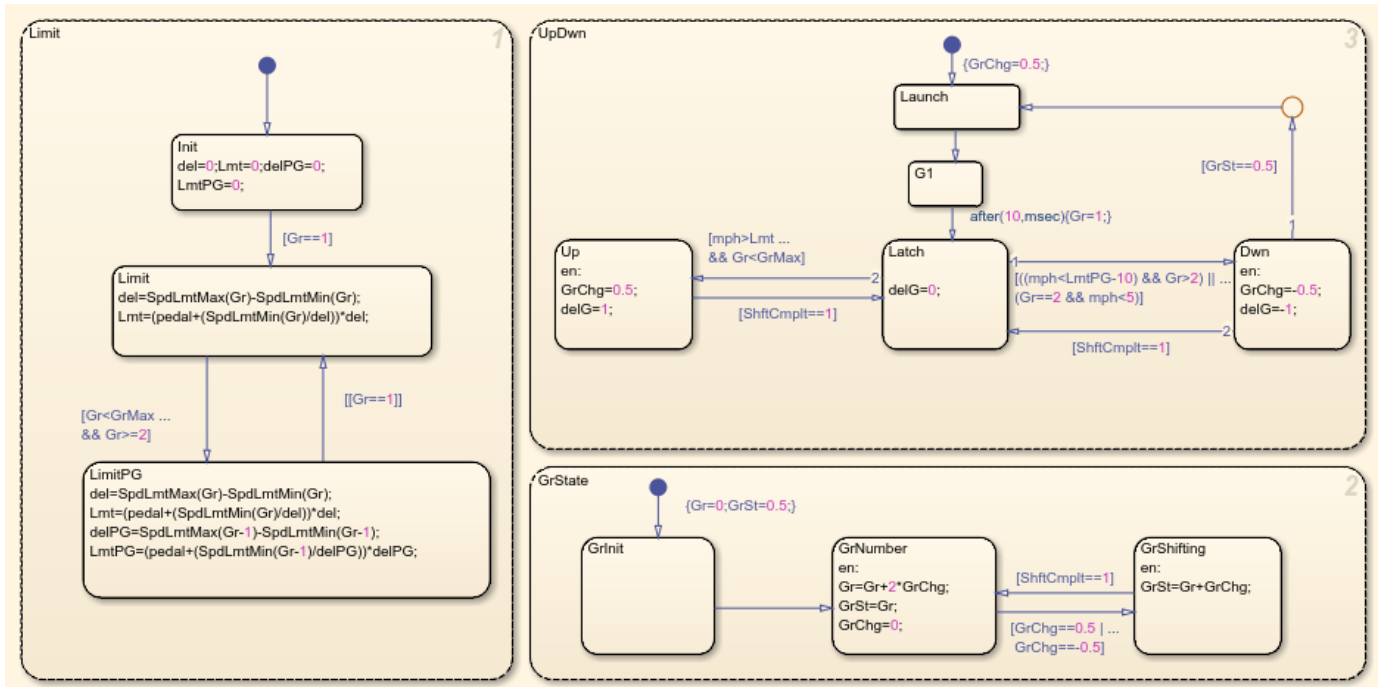 Limit
1
Init
del=0;Lmt=0;delPG=0;
LmtPG=0;
[Gr==1]
Limit
del=SpdLmtMax(Gr)-SpdLmtMin(Gr);
Lmt=(pedal+(SpdLmtMin(Gr)/del))*del;
[Gr<GrMax ...
&& Gr>=2]
[[Gr==1]]
LimitPG
del=SpdLmtMax(Gr)-SpdLmtMin(Gr);
Lmt=(pedal+(SpdLmtMin(Gr)/del))*del;
delPG=SpdLmtMax(Gr-1)-SpdLmtMin(Gr-1);
LmtPG=(pedal+(SpdLmtMin(Gr-1)/delPG))*delPG;
UpDwn
3
{GrChg=0.5;}
Launch
G1
[GrSt==0.5]
after(10,msec){Gr=1;}
1
Up
en:
GrChg=0.5;
delG=1;
[mph>Lmt ...
&& Gr<GrMax]
2
[ShftCmplt==1]
Latch
delG=0;
1
[((mph<LmtPG-10) && Gr>2) || ...
(Gr==2 && mph<5)]
2
[ShftCmplt==1]
Dwn
en:
GrChg=-0.5;
delG=-1;
GrState
2
{Gr=0;GrSt=0.5;}
GrInit
GrNumber
en:
Gr=Gr+2*GrChg;
GrSt=Gr;
GrChg=0;
[ShftCmplt==1]
[GrChg==0.5 | ...
GrChg==-0.5]
GrShifting
en:
GrSt=Gr+GrChg;